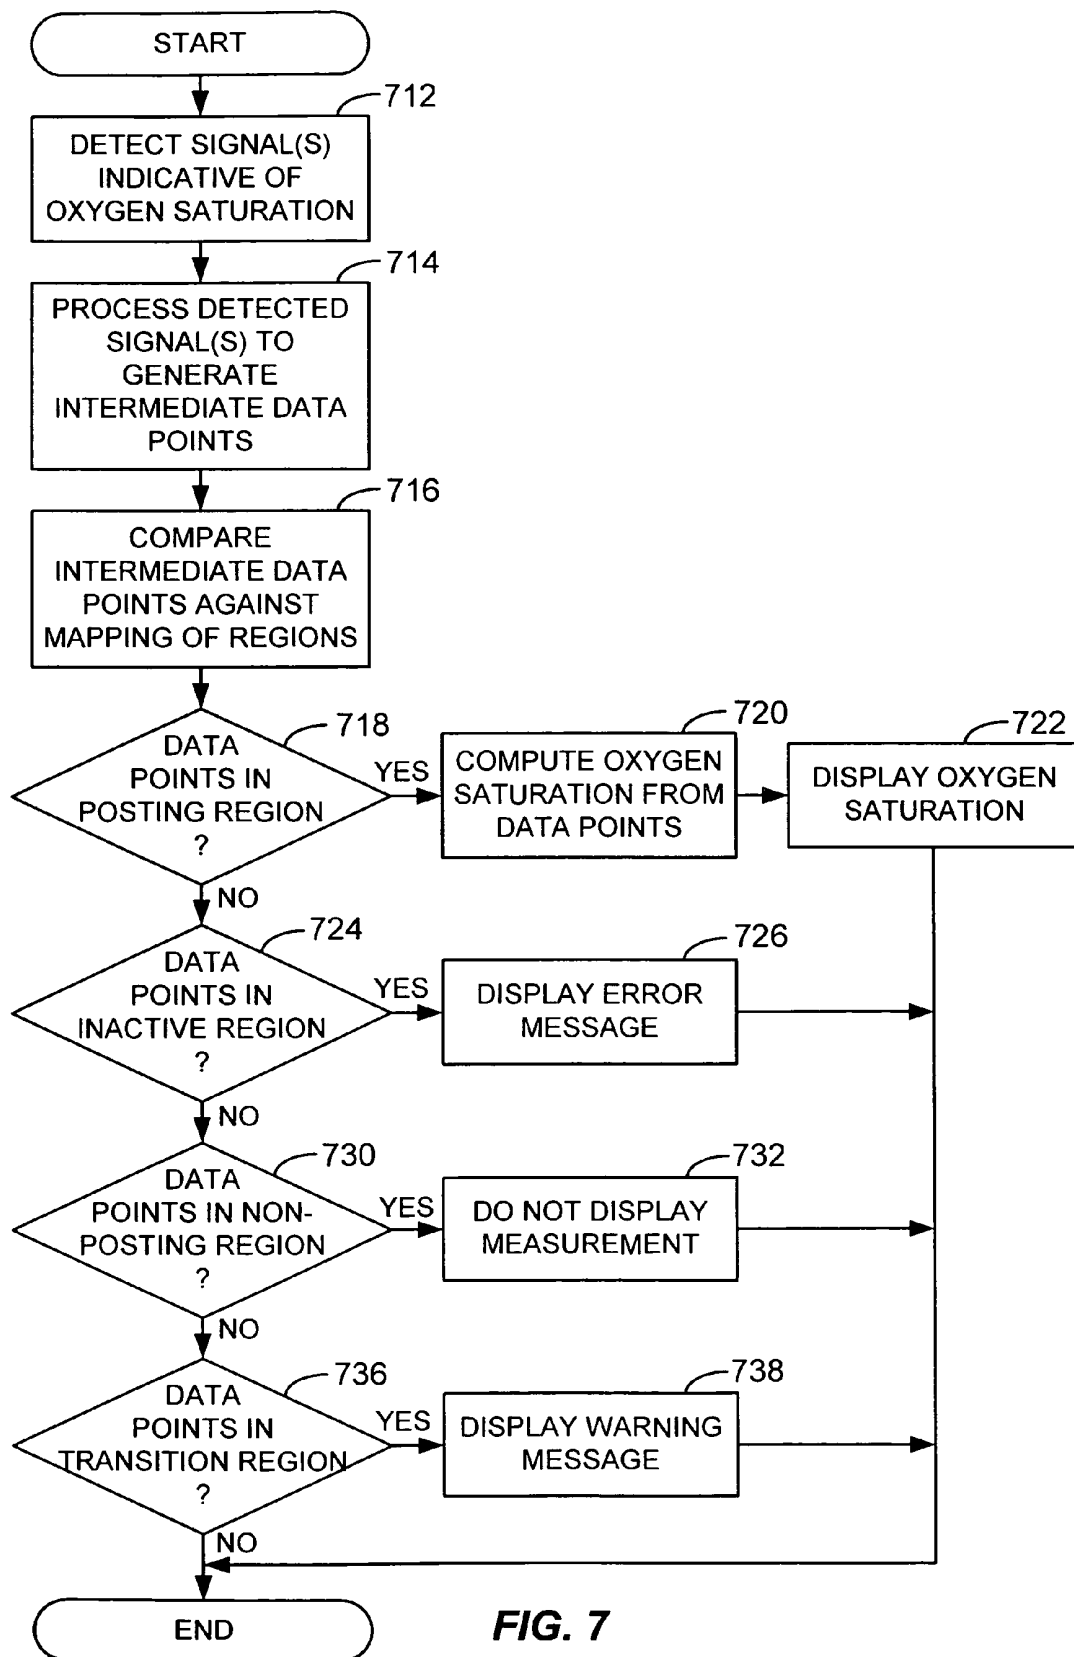 START
712
DETECT SIGNAL(S)
INDICATIVE OF
OXYGEN SATURATION
714
PROCESS DETECTED
SIGNAL(S) TO
GENERATE
INTERMEDIATE DATA
POINTS
716
COMPARE
INTERMEDIATE DATA
POINTS AGAINST
MAPPING OF REGIONS
718
DATA
POINTS IN
POSTING REGION
?
YES
720
COMPUTE OXYGEN
SATURATION FROM
DATA POINTS
722
DISPLAY OXYGEN
SATURATION
NO
724
DATA
POINTS IN
INACTIVE REGION
?
YES
726
DISPLAY ERROR
MESSAGE
NO
730
DATA
POINTS IN NON-
POSTING REGION
?
YES
732
DO NOT DISPLAY
MEASUREMENT
NO
736
DATA
POINTS IN
TRANSITION REGION
?
YES
738
DISPLAY WARNING
MESSAGE
NO
END
FIG. 7